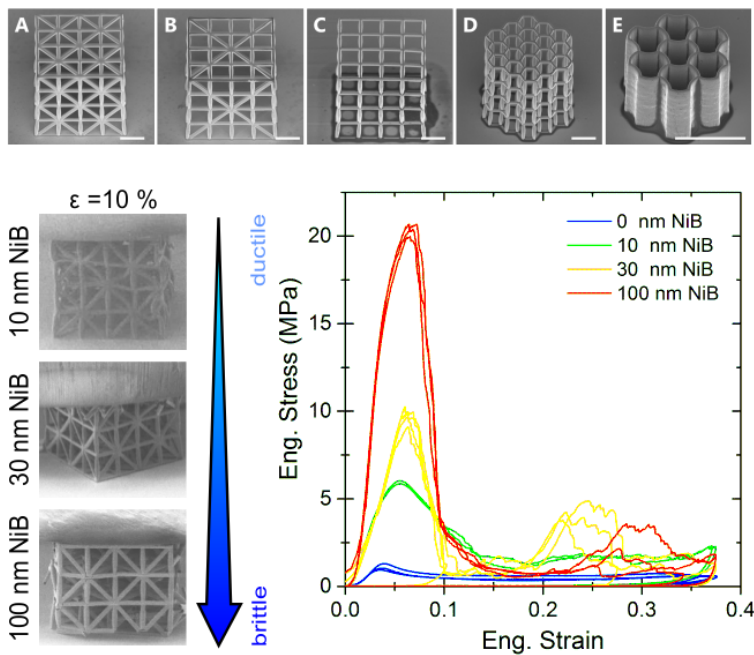 A
B
C
D
E
ε =10 %
10 nm NiB
30 nm NiB
100 nm NiB
ductile
brittle
Eng. Stress (MPa)
20
15
10
5
0
0 nm NiB
10 nm NiB
30 nm NiB
100 nm NiB
0.0
0.1
0.2
0.3
0.4
Eng. Strain